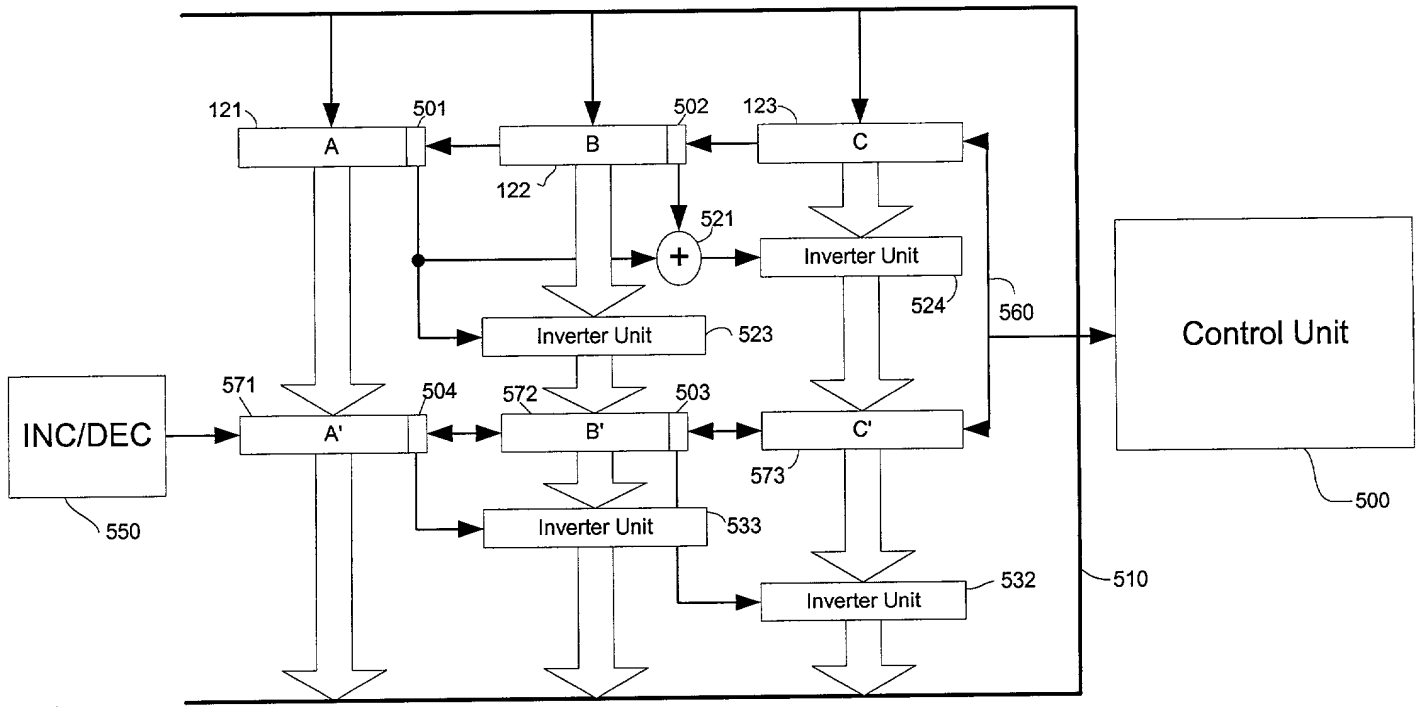 121
501
502
123
A
B
C
122
521
+
Inverter Unit
524
560
Inverter Unit
523
Control Unit
571
504
572
503
INC/DEC
A'
B'
C'
573
500
550
Inverter Unit
533
510
Inverter Unit
532